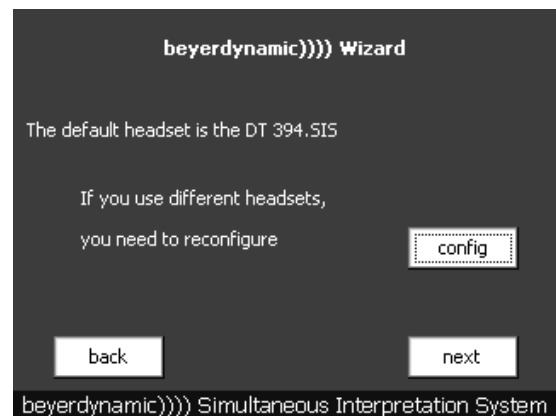 beyerdynamic)))) Wizard
The default headset is the DT 394.SIS
If you use different headsets,
you need to reconfigure
config
back
next
beyerdynamic)))) Simultaneous Interpretation System